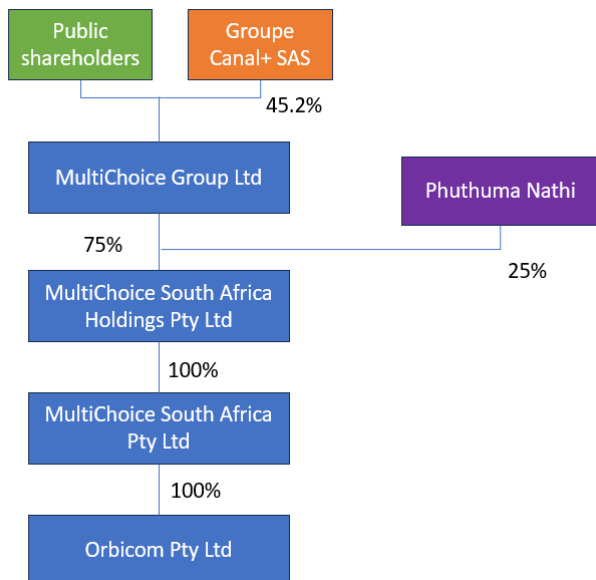 Public
shareholders
Groupe
Canal+ SAS
45.2%
MultiChoice Group Ltd
Phuthuma Nathi
75%
25%
MultiChoice South Africa
Holdings Pty Ltd
100%
MultiChoice South Africa
Pty Ltd
100%
Orbicom Pty Ltd